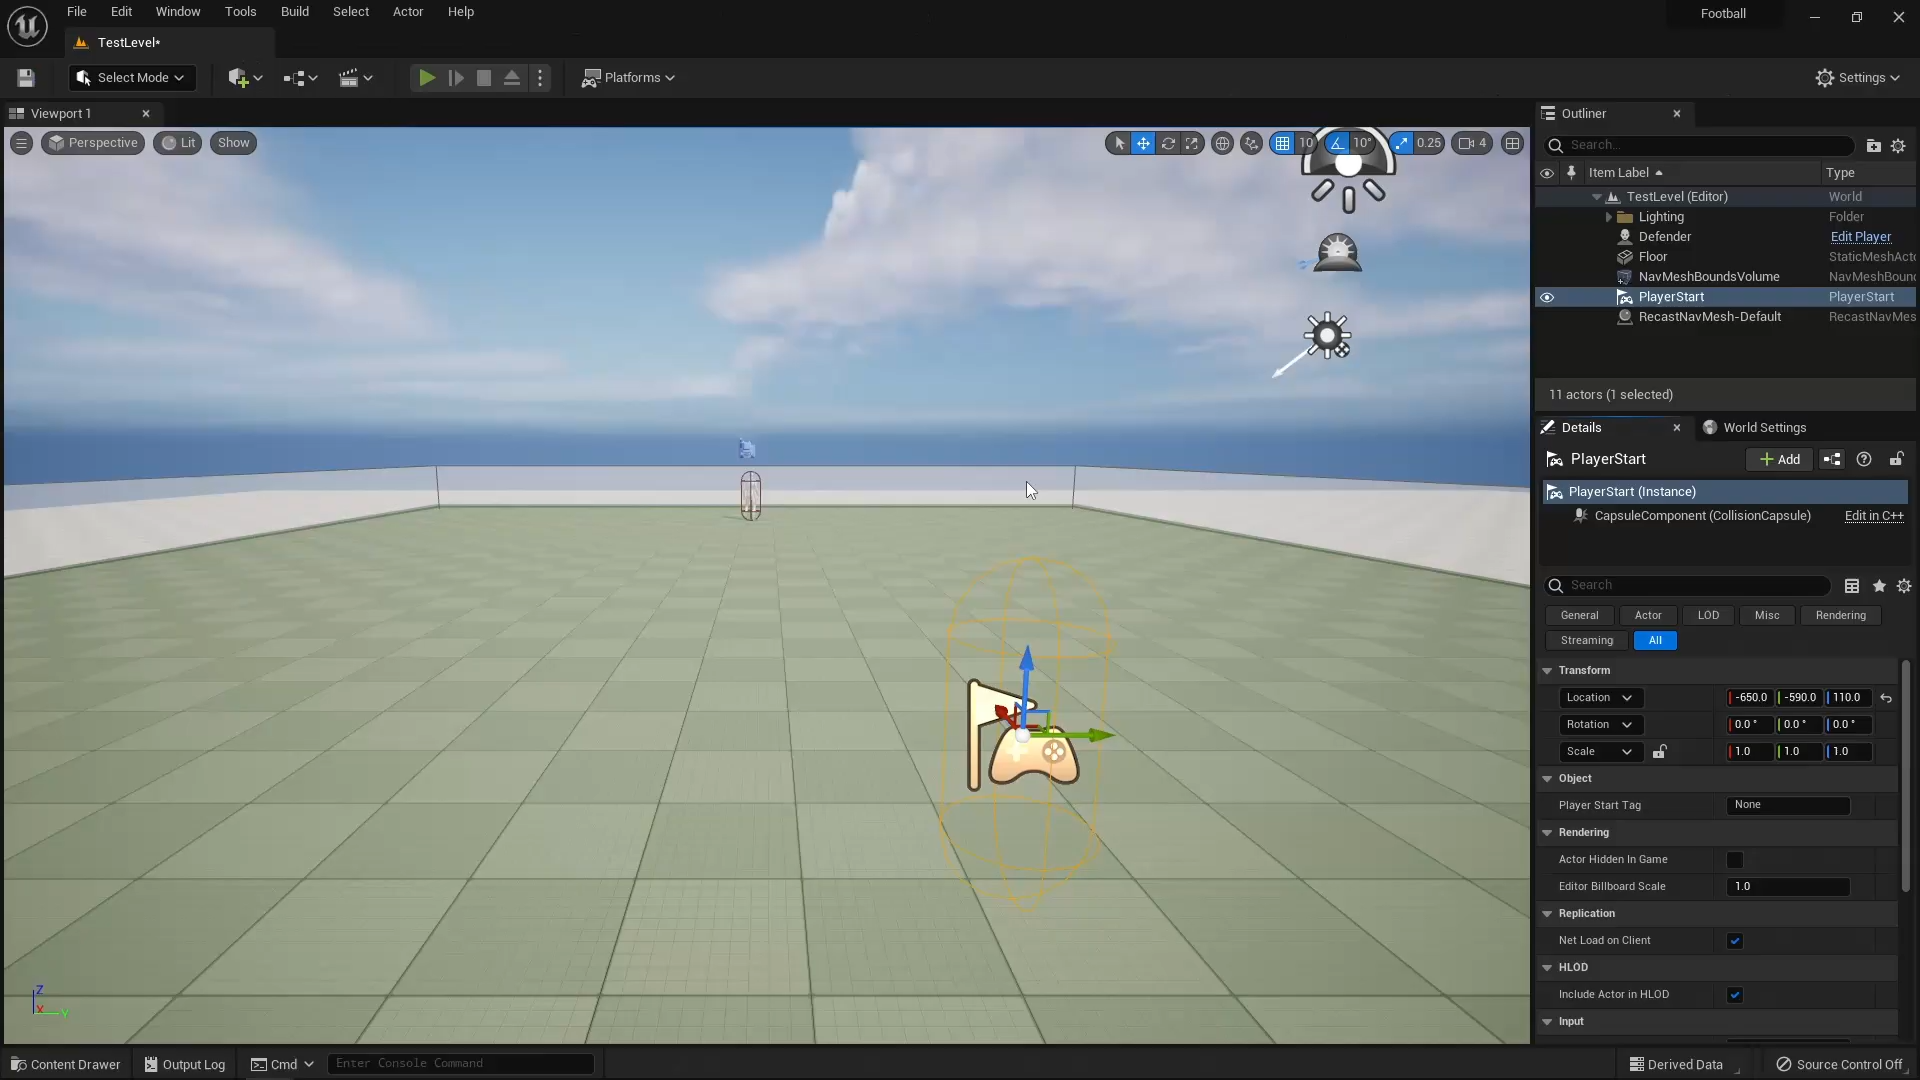 File Edit Window Tools Build Select Actor Help
Football
TestLevel*
Select Mode
Platforms
Settings
Viewport 1
Perspective
Lit
Show
10
10°
0.25
4
Outliner
Search...
Item Label
Type
TestLevel (Editor)
World
Lighting
Folder
Defender
Edit Player
Floor
StaticMeshActo
NavMeshBoundsVolume
NavMeshBound
PlayerStart
PlayerStart
RecastNavMesh-Default
RecastNavMes
11 actors (1 selected)
Details
World Settings
PlayerStart
Add
PlayerStart (Instance)
CapsuleComponent (CollisionCapsule)
Edit in C++
Search
General
Actor
LOD
Misc
Rendering
Streaming
All
Transform
Location
-650.0
-590.0
110.0
Rotation
0.0 °
0.0 °
0.0 °
Scale
1.0
1.0
1.0
Object
Player Start Tag
None
Rendering
Actor Hidden In Game
Editor Billboard Scale
1.0
Replication
Net Load on Client
HLOD
Include Actor in HLOD
Input
Z
X
Y
Content Drawer
Output Log
Cmd
Enter Console Command
Derived Data
Source Control Off